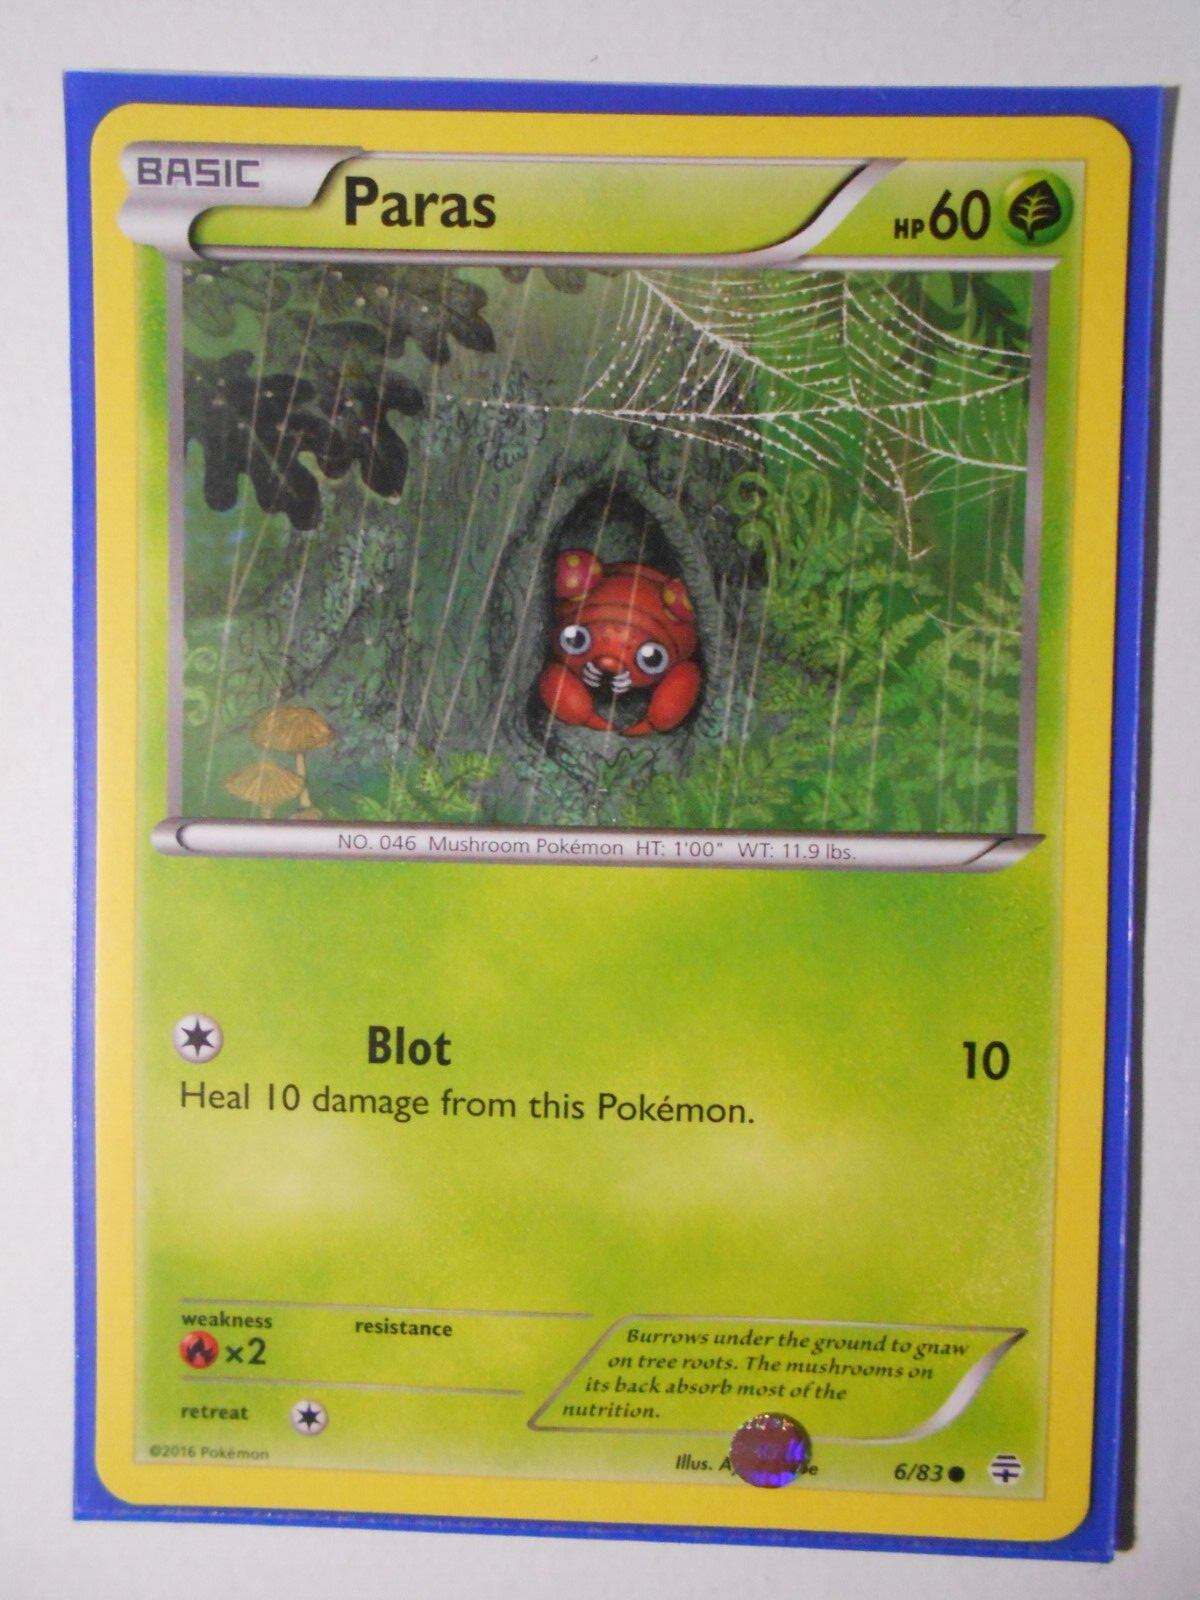 BASIC
Paras
HP 60
NO. 046 Mushroom Pokémon HT: 1'00" WT: 11.9 lbs.
Blot 10
Heal 10 damage from this Pokémon.
weakness
×2
resistance
retreat
Burrows under the ground to gnaw
on tree roots. The mushrooms on
its back absorb most of the
nutrition.
©2016 Pokémon
Illus.
6/83